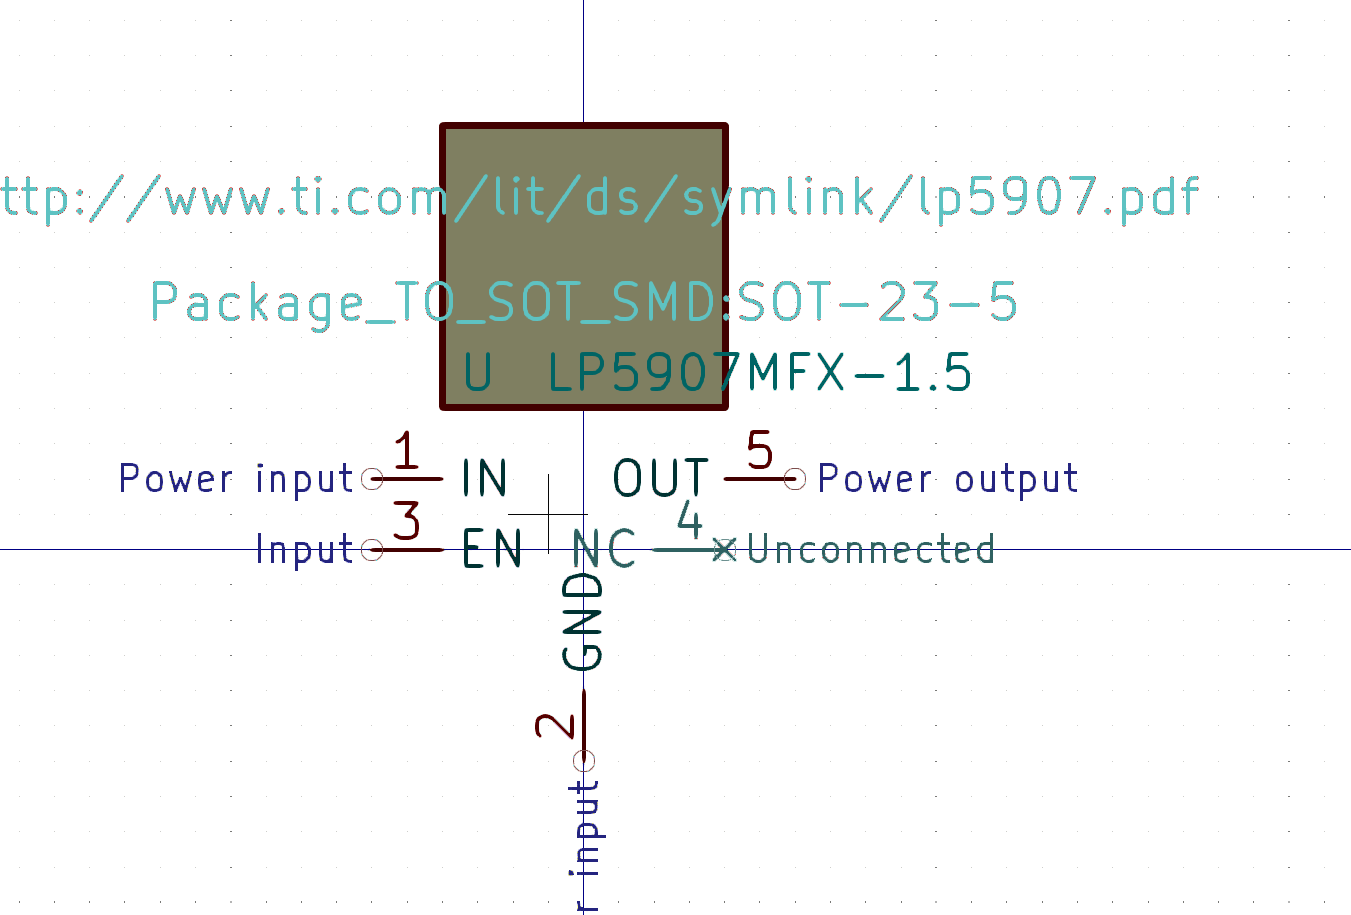 ttp://www.ti.com/lit/ds/symlink/lp5907.pdf
Package_TO_SOT_SMD:SOT-23-5
U LP5907MFX-1.5
Power input 1 IN OUT 5 Power output
Input 3 EN NC 4 Unconnected
GND
2
r input